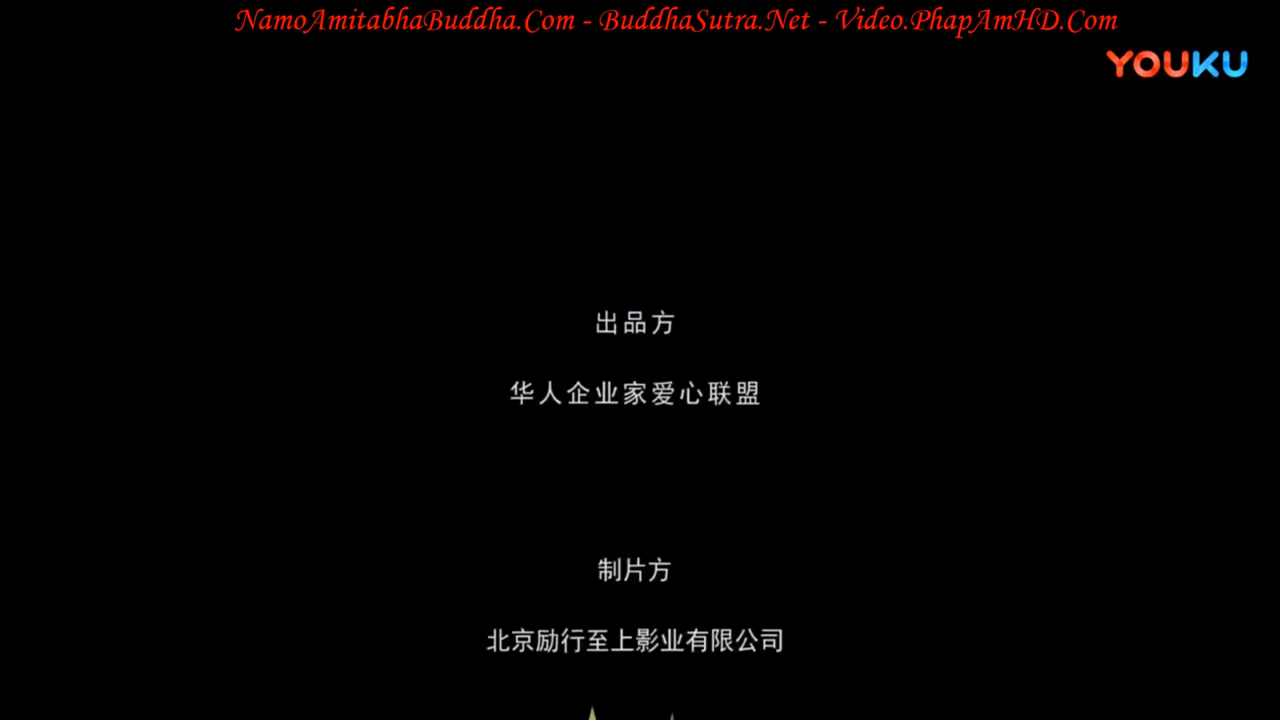 NamoAmitabhaBuddha.Com - BuddhaSutra.Net - Video.PhapAmHD.Com
YOUKU
出品方
华人企业家爱心联盟
制片方
北京励行至上影业有限公司